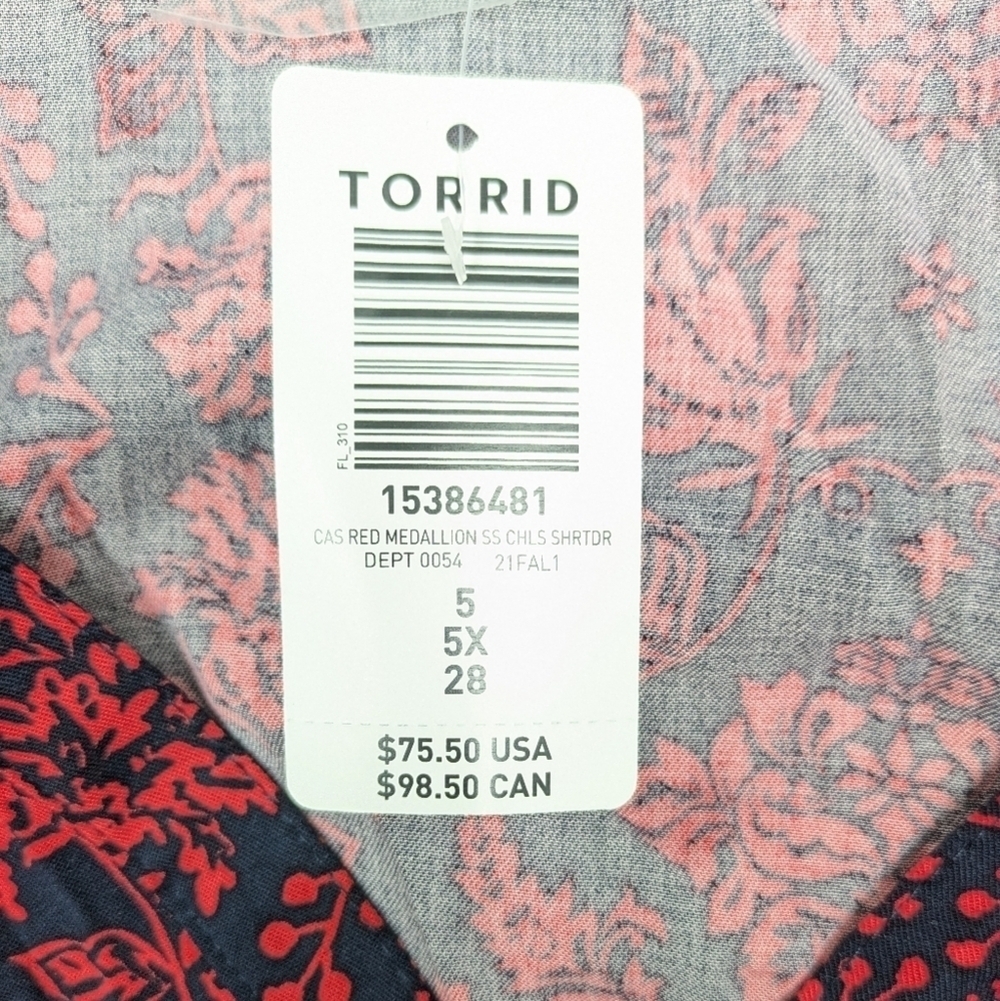 TORRID
FL_310
15386481
CAS RED MEDALLION SS CHLS SHRTDR
DEPT 0054 21FAL1
5
5X
28
$75.50 USA
$98.50 CAN